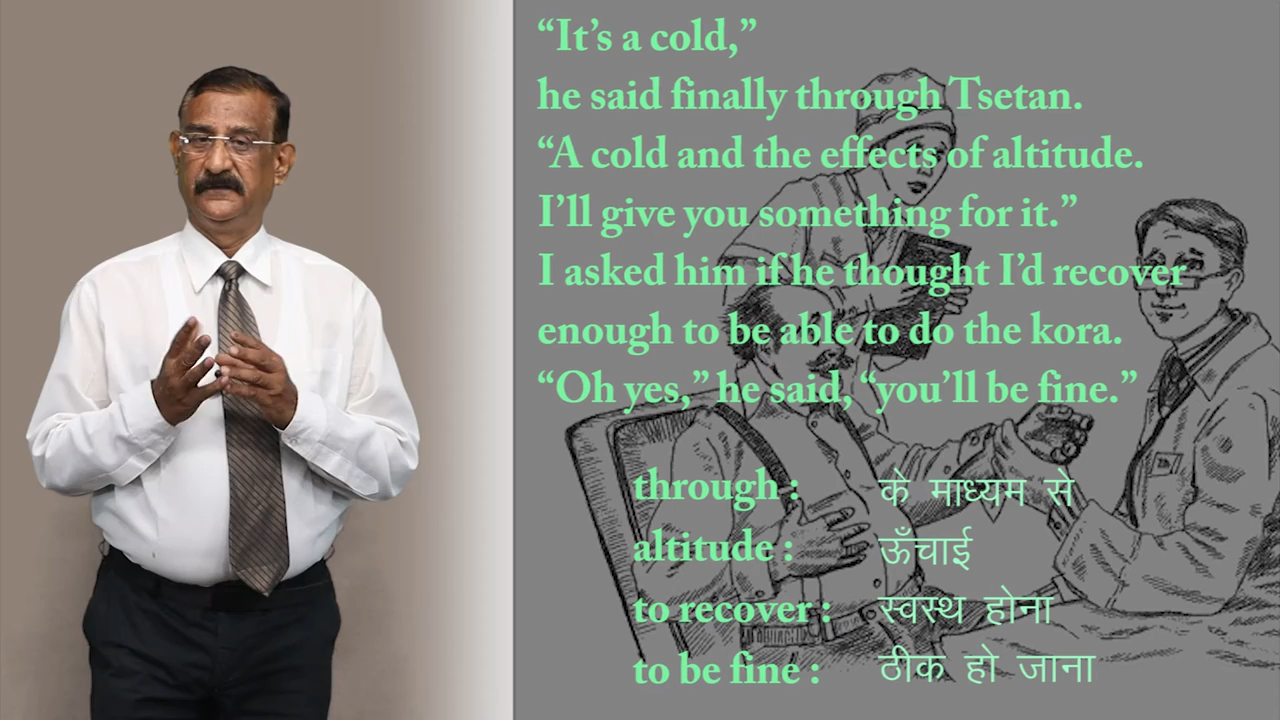 “It’s a cold,”
he said finally through Tsetan.
“A cold and the effects of altitude.
I’ll give you something for it.”
I asked him if he thought I’d recover
enough to be able to do the kora.
“Oh yes,” he said, “you’ll be fine.”
through : के माध्यम से
altitude : ऊँचाई
to recover : स्वस्थ होना
to be fine : ठीक हो जाना